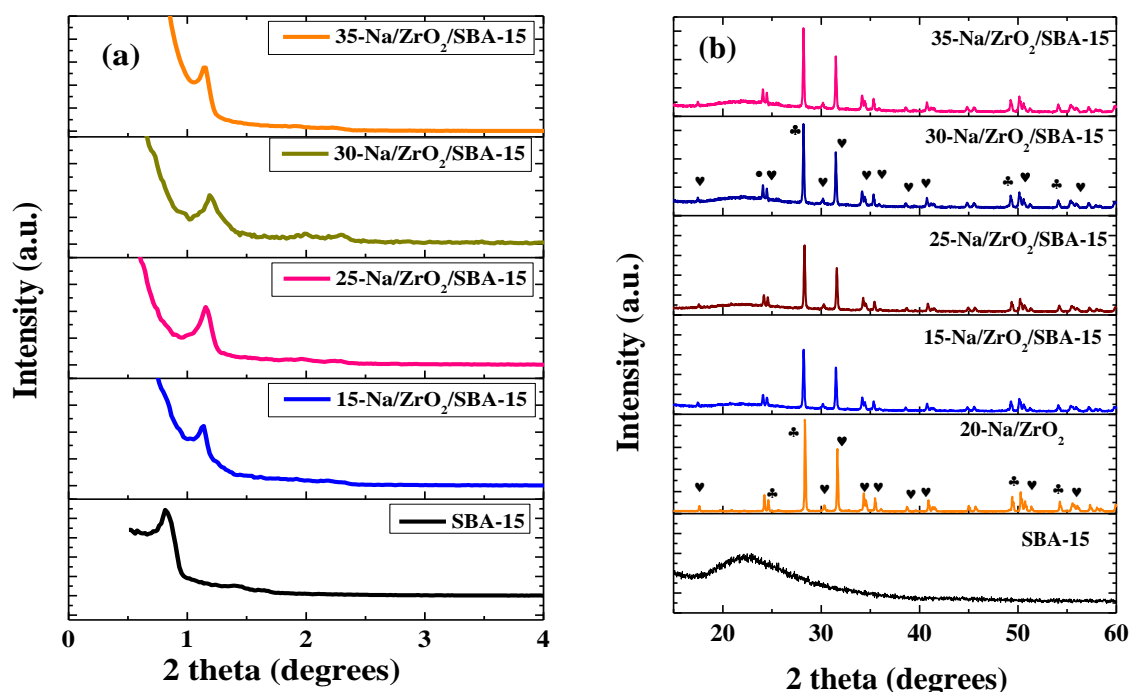 (a)
35-Na/ZrO₂/SBA-15
30-Na/ZrO₂/SBA-15
25-Na/ZrO₂/SBA-15
15-Na/ZrO₂/SBA-15
SBA-15
Intensity (a.u.)
0 1 2 3 4
2 theta (degrees)
(b)
35-Na/ZrO₂/SBA-15
30-Na/ZrO₂/SBA-15
♣ ♥
♥ ● ♥ ♥ ♥ ♥ ♥ ♥ ♣ ♥ ♣ ♥
25-Na/ZrO₂/SBA-15
15-Na/ZrO₂/SBA-15
20-Na/ZrO₂
♣ ♥
♥ ♣ ♥ ♥ ♥ ♥ ♥ ♣ ♥ ♣ ♥
SBA-15
Intensity (a.u.)
20 30 40 50 60
2 theta (degrees)